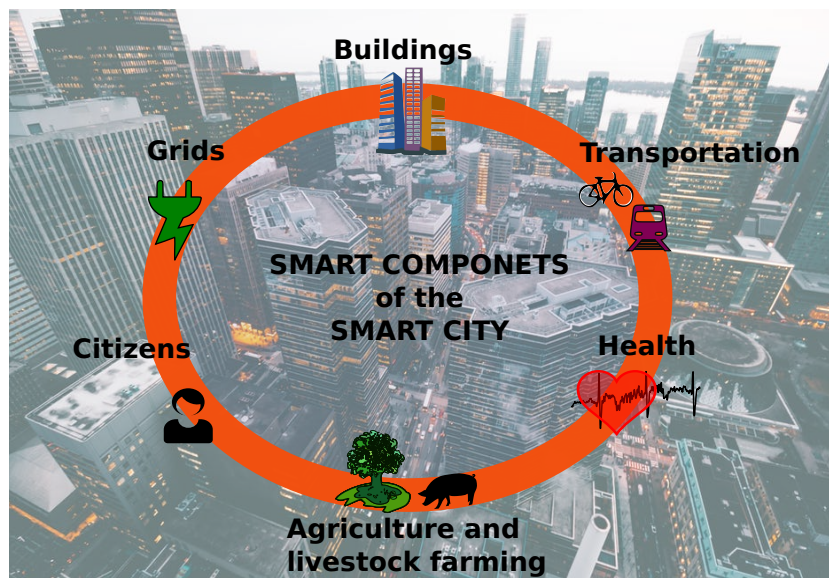 Buildings
Grids
Transportation
SMART COMPONETS
of the
SMART CITY
Citizens
Health
Agriculture and
livestock farming